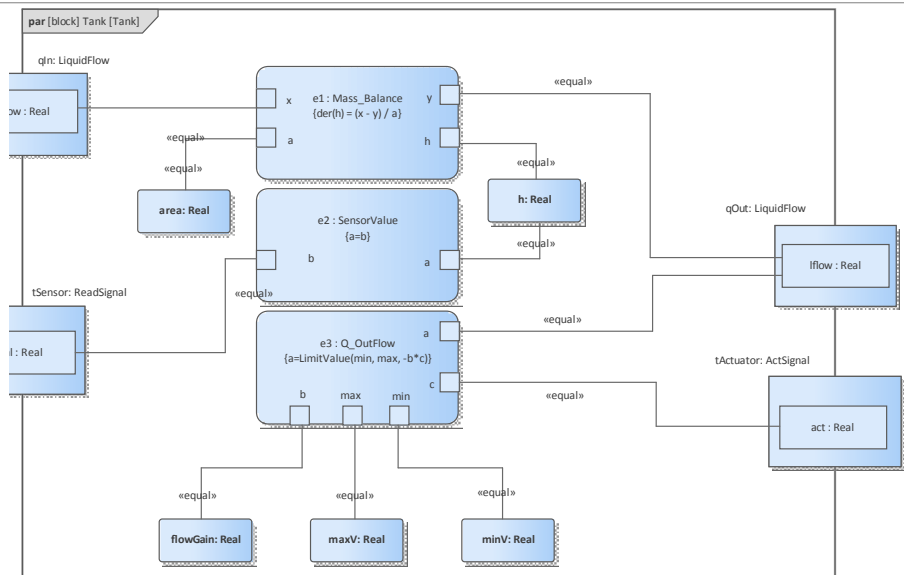 par [block] Tank [Tank]
qIn: LiquidFlow
ow : Real
x
a
e1 : Mass_Balance
{der(h) = (x - y) / a}
y
h
«equal»
«equal»
«equal»
«equal»
area: Real
h: Real
e2 : SensorValue
{a=b}
b
a
«equal»
qOut: LiquidFlow
lflow : Real
tSensor: ReadSignal
l : Real
«equal»
e3 : Q_OutFlow
{a=LimitValue(min, max, -b*c)}
a
c
b
max
min
«equal»
«equal»
tActuator: ActSignal
act : Real
«equal»
«equal»
«equal»
flowGain: Real
maxV: Real
minV: Real